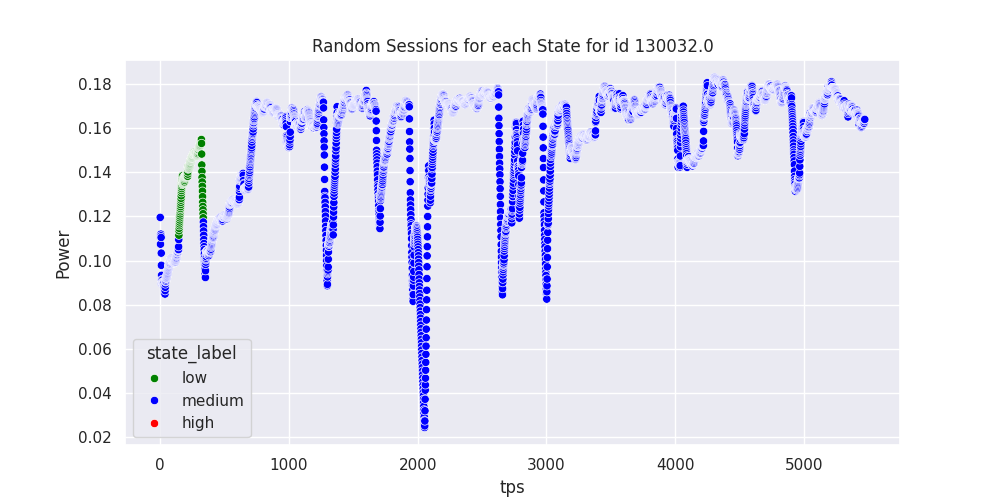 Random Sessions for each State for id 130032.0
Power
0.18
0.16
0.14
0.12
0.10
0.08
0.06
0.04
0.02
state_label
low
medium
high
0 1000 2000 3000 4000 5000
tps